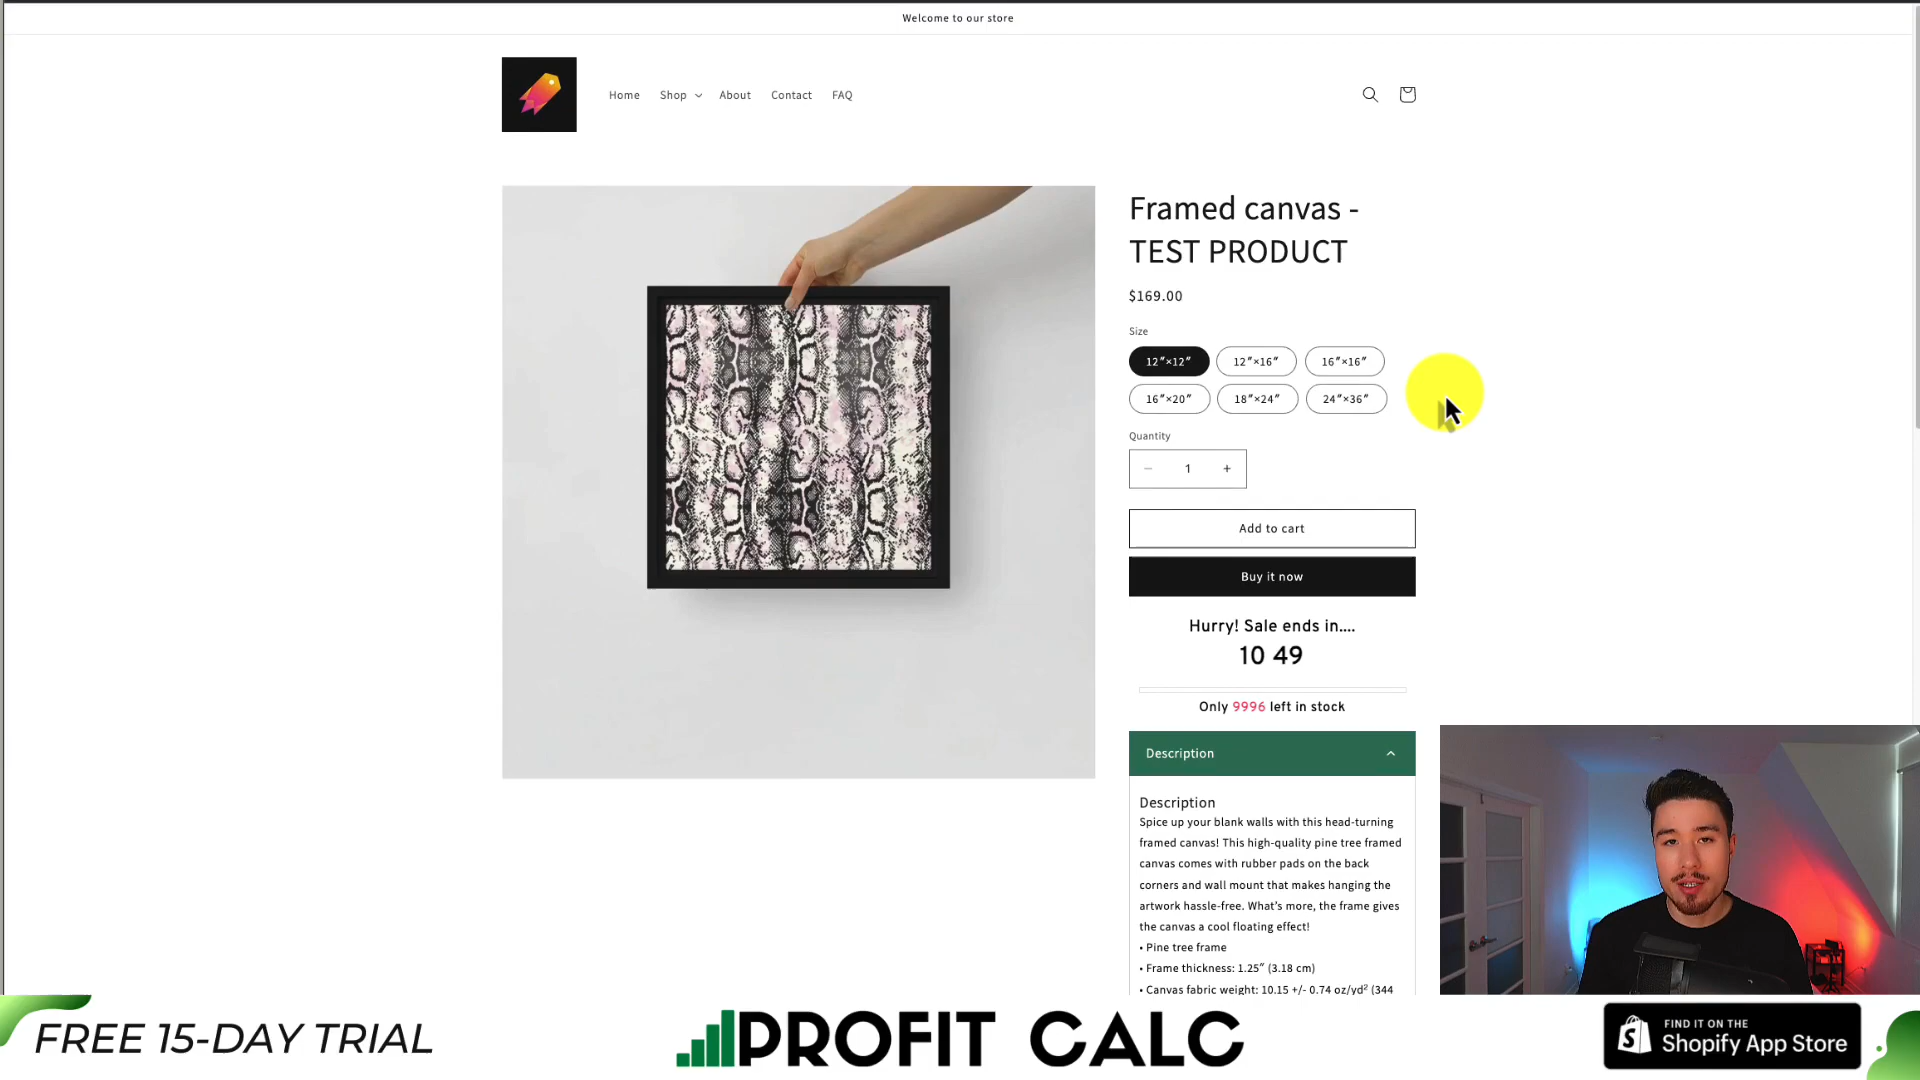 Welcome to our store
Home Shop About Contact FAQ
Framed canvas -
TEST PRODUCT
$169.00
Size
12″×12″ 12″×16″ 16″×16″
16″×20″ 18″×24″ 24″×36″
Quantity
− 1 +
Add to cart
Buy it now
Hurry! Sale ends in....
10 49
Only 9996 left in stock
Description
Description
Spice up your blank walls with this head-turning
framed canvas! This high-quality pine tree framed
canvas comes with rubber pads on the back
corners and wall mount that makes hanging the
artwork hassle-free. What's more, the frame gives
the canvas a cool floating effect!
• Pine tree frame
• Frame thickness: 1.25″ (3.18 cm)
• Canvas fabric weight: 10.15 +/- 0.74 oz/yd² (344
FREE 15-DAY TRIAL
PROFIT CALC
FIND IT ON THE
Shopify App Store